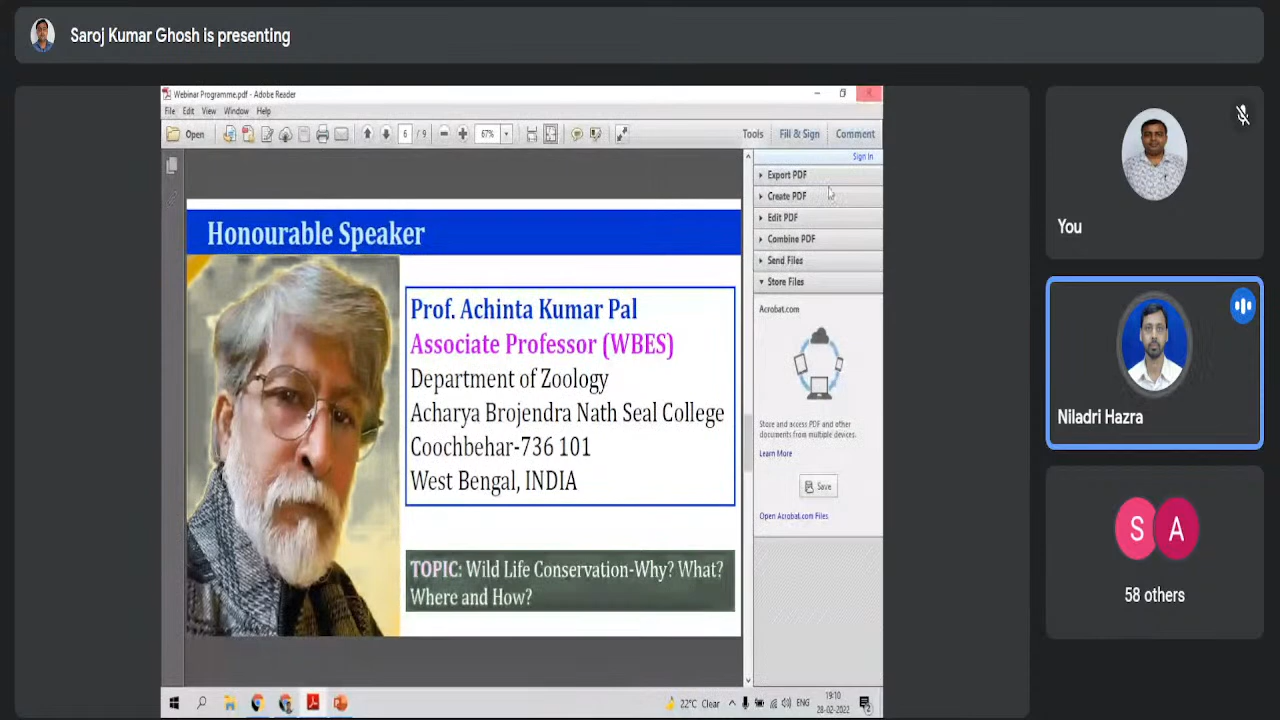 Saroj Kumar Ghosh is presenting
Webinar Programme.pdf - Adobe Reader
File Edit View Window Help
Open 6 / 9 67% Tools Fill & Sign Comment
Sign In
Export PDF
Create PDF
Edit PDF
Combine PDF
Send Files
Store Files
Acrobat.com
Store and access PDF and other
documents from multiple devices.
Learn More
Save
Open Acrobat.com Files
Honourable Speaker
Prof. Achinta Kumar Pal
Associate Professor (WBES)
Department of Zoology
Acharya Brojendra Nath Seal College
Coochbehar-736 101
West Bengal, INDIA
TOPIC: Wild Life Conservation-Why? What?
Where and How?
You
Niladri Hazra
S A
58 others
22°C Clear ENG
19:10
28-02-2022